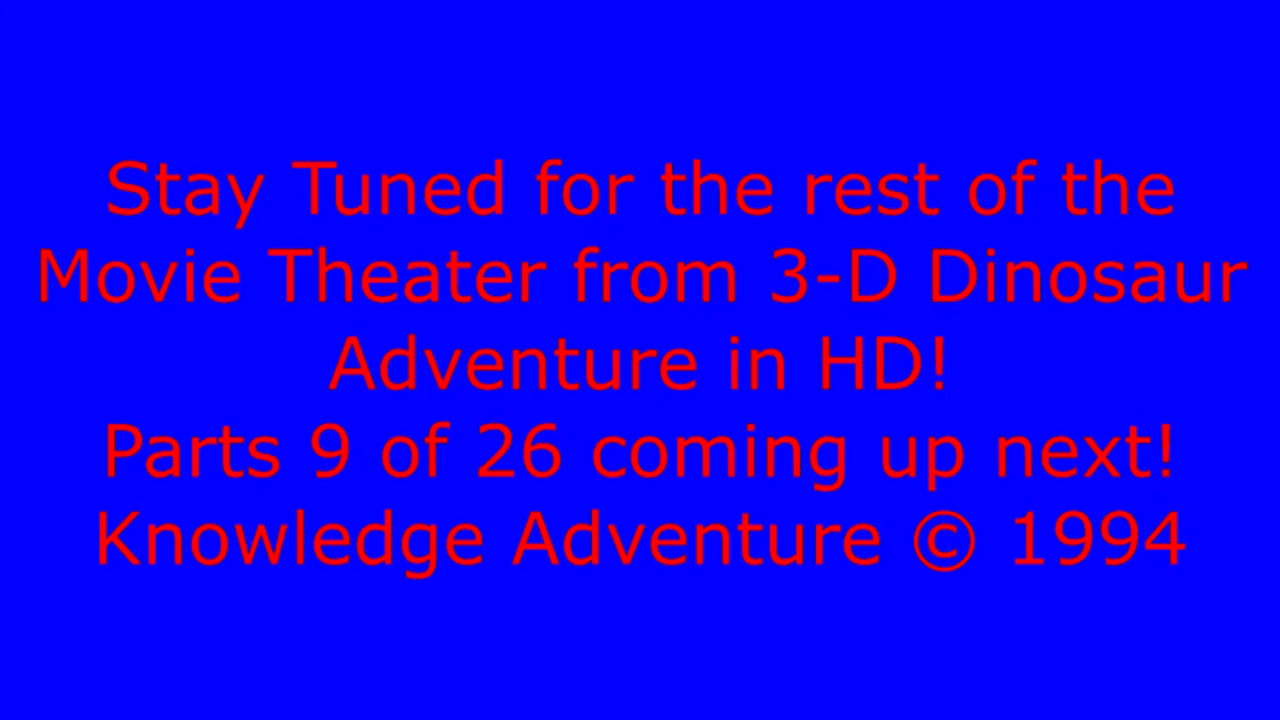 Stay Tuned for the rest of the
Movie Theater from 3-D Dinosaur
Adventure in HD!
Parts 9 of 26 coming up next!
Knowledge Adventure © 1994